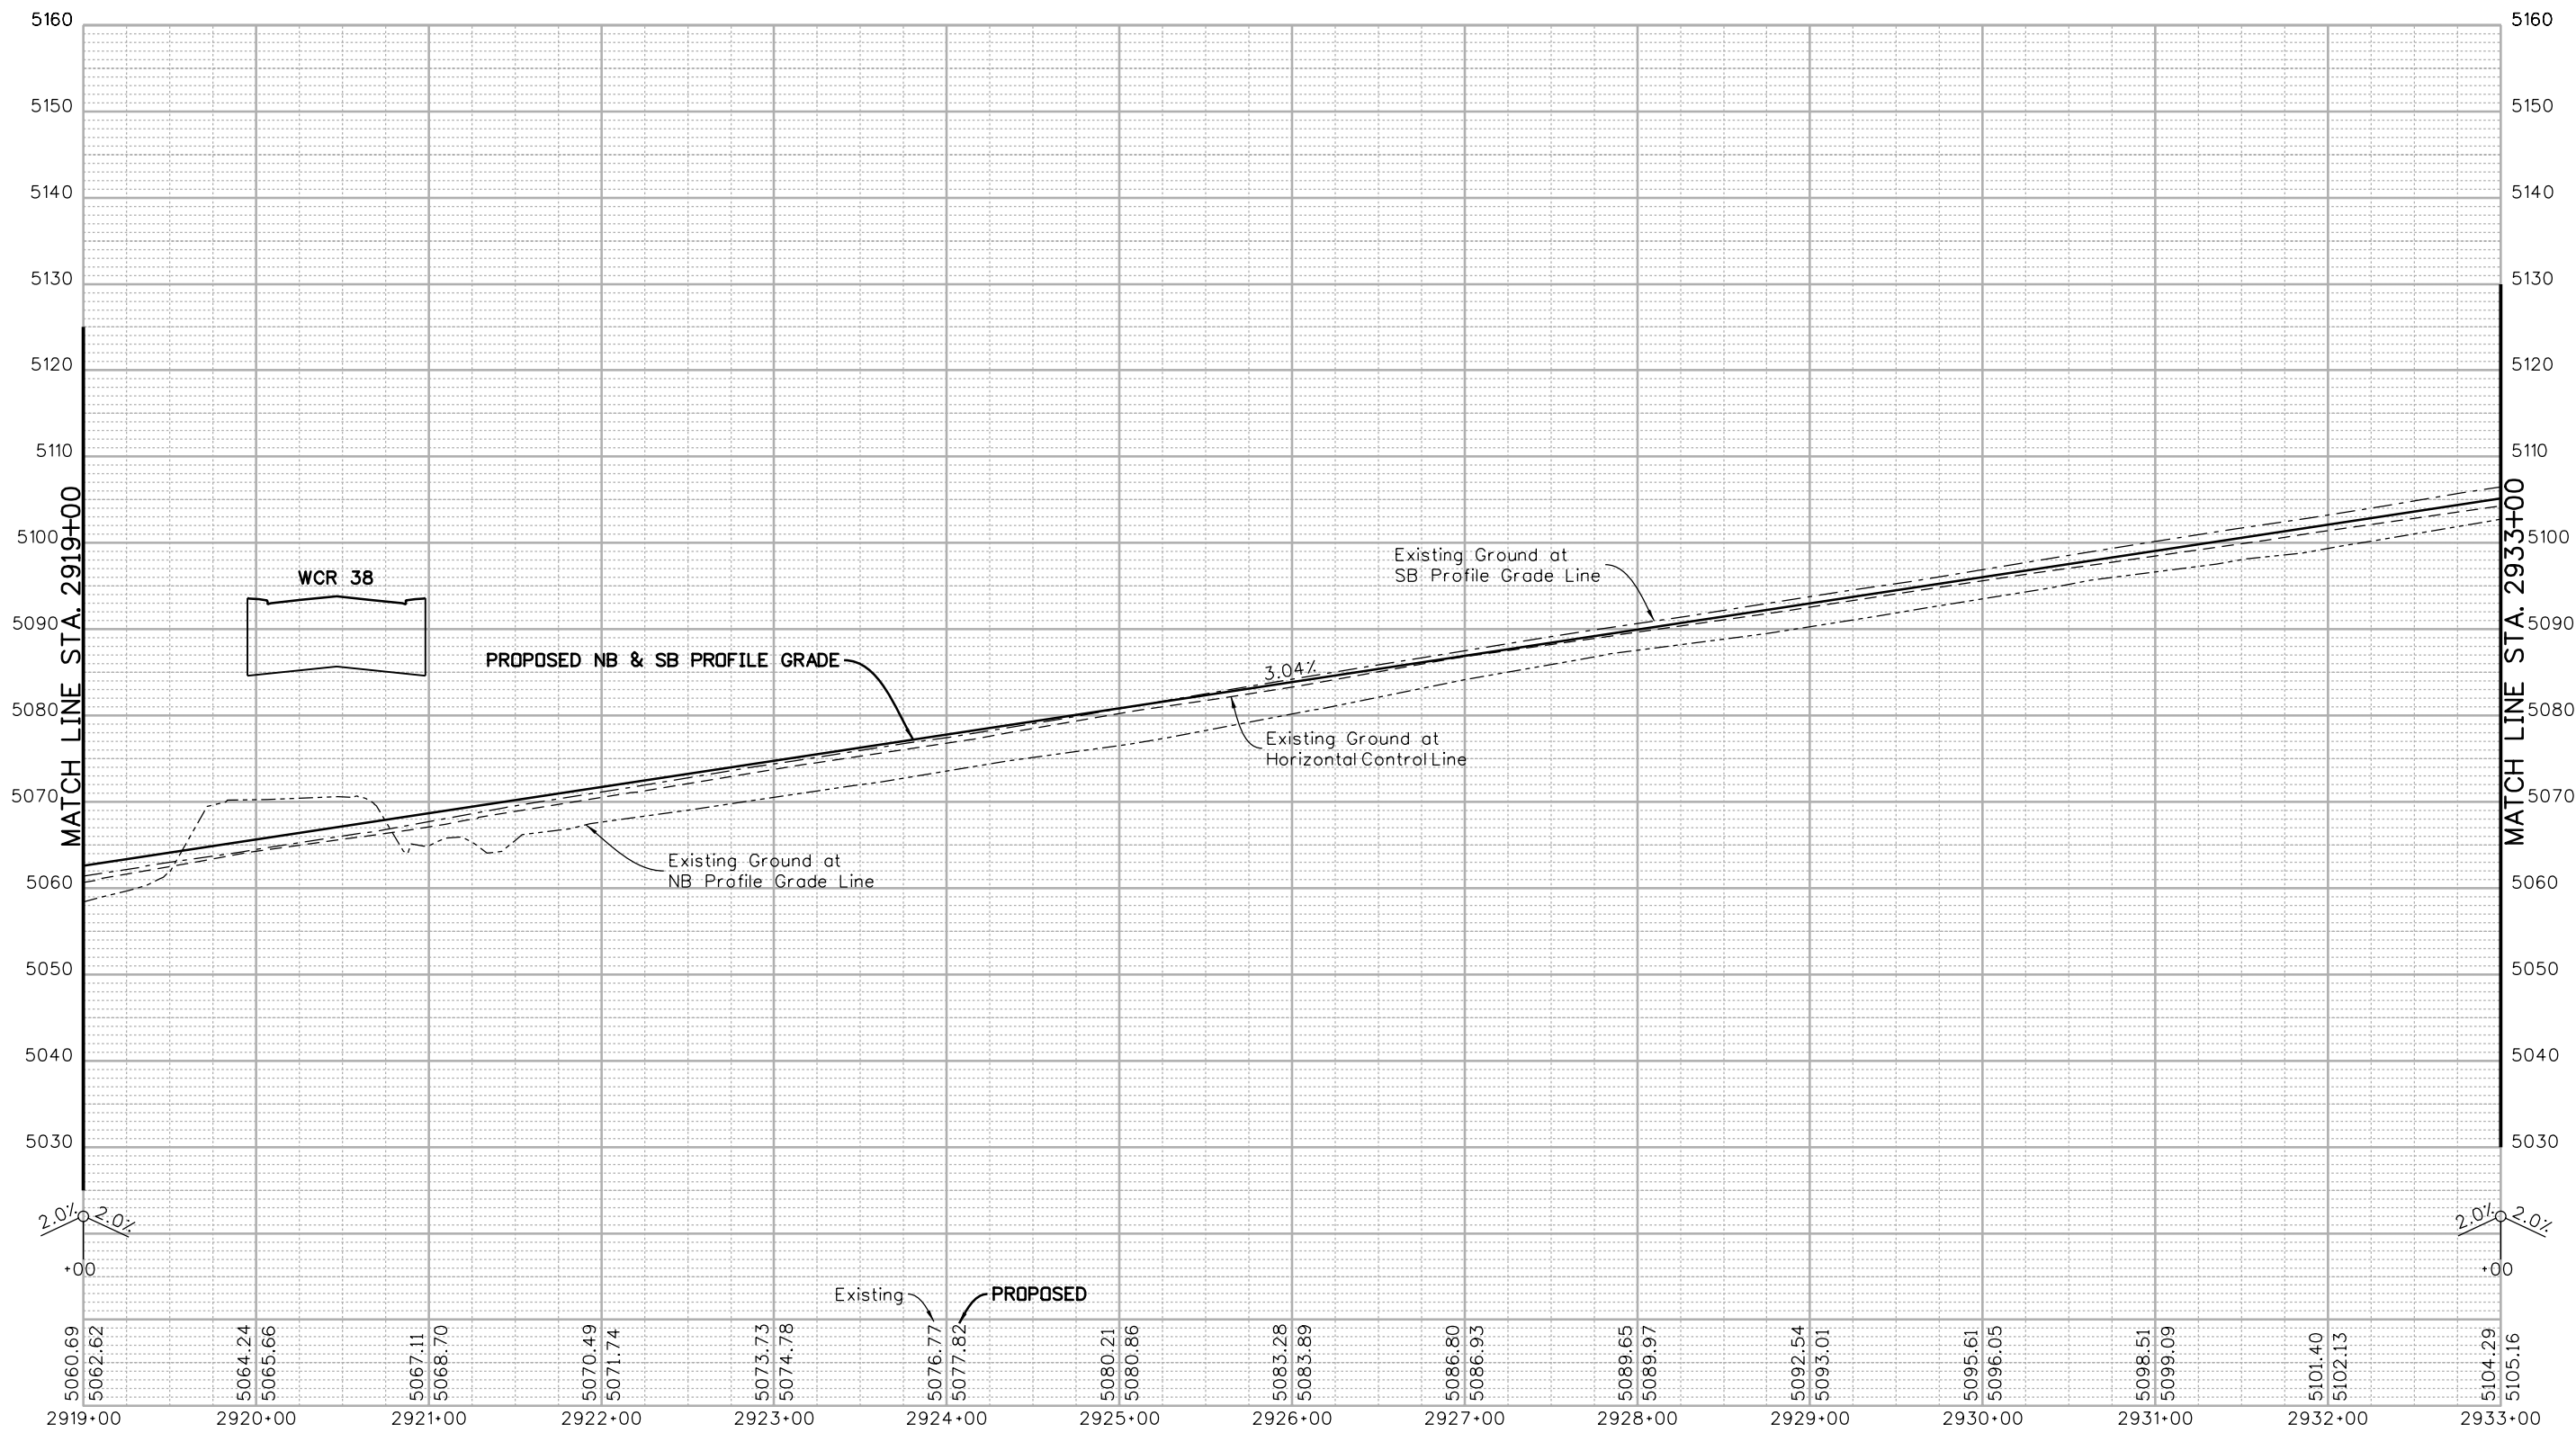 5160 5160
5150 5150
5140 5140
5130 5130
5120 5120
5110 5110
5100 5100
5090 5090
5080 5080
5070 5070
5060 5060
5050 5050
5040 5040
5030 5030
MATCH LINE STA. 2919+00
MATCH LINE STA. 2933+00
WCR 38
PROPOSED NB & SB PROFILE GRADE
Existing Ground at
SB Profile Grade Line
3.04%
Existing Ground at
Horizontal Control Line
Existing Ground at
NB Profile Grade Line
2.0% 2.0%
+00
2.0% 2.0%
+00
Existing PROPOSED
5060.69 5062.62
5064.24 5065.66
5067.11 5068.70
5070.49 5071.74
5073.73 5074.78
5076.77 5077.82
5080.21 5080.86
5083.28 5083.89
5086.80 5086.93
5089.65 5089.97
5092.54 5093.01
5095.61 5096.05
5098.51 5099.09
5101.40 5102.13
5104.29 5105.16
2919+00 2920+00 2921+00 2922+00 2923+00 2924+00 2925+00 2926+00 2927+00 2928+00 2929+00 2930+00 2931+00 2932+00 2933+00